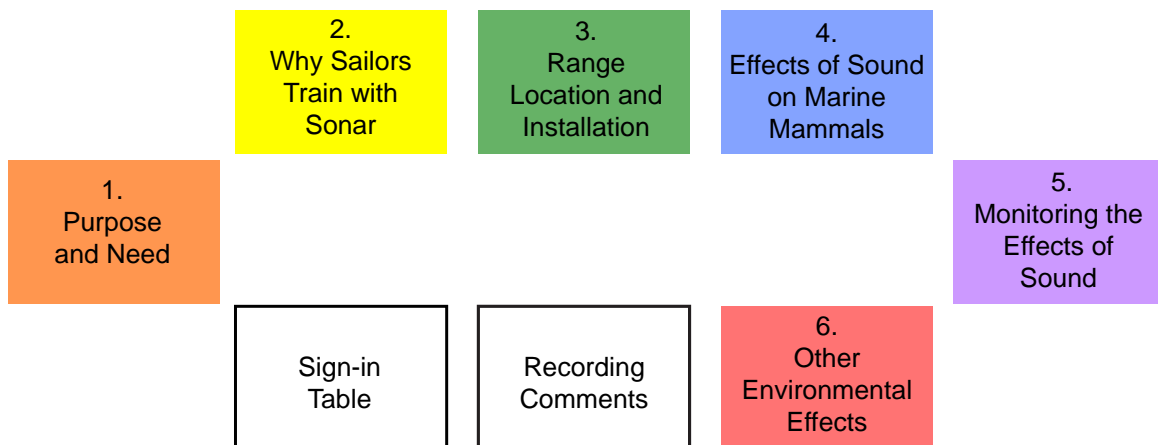 1.
Purpose
and Need
2.
Why Sailors
Train with
Sonar
3.
Range
Location and
Installation
4.
Effects of Sound
on Marine
Mammals
5.
Monitoring the
Effects of
Sound
6.
Other
Environmental
Effects
Recording
Comments
Sign-in
Table